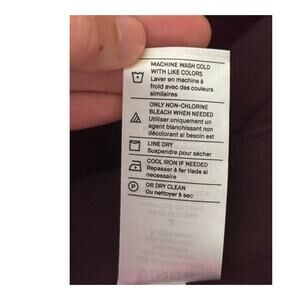 MACHINE WASH COLD
WITH LIKE COLORS
Laver en machine à
froid avec des couleurs
similaires
ONLY NON-CHLORINE
BLEACH WHEN NEEDED
Utiliser uniquement un
agent blanchissant non
décolorant si besoin est
LINE DRY
Suspendre pour sécher
COOL IRON IF NEEDED
Repasser à fer tiède si
necessaire
P
OR DRY CLEAN
Ou nettoyer à sec